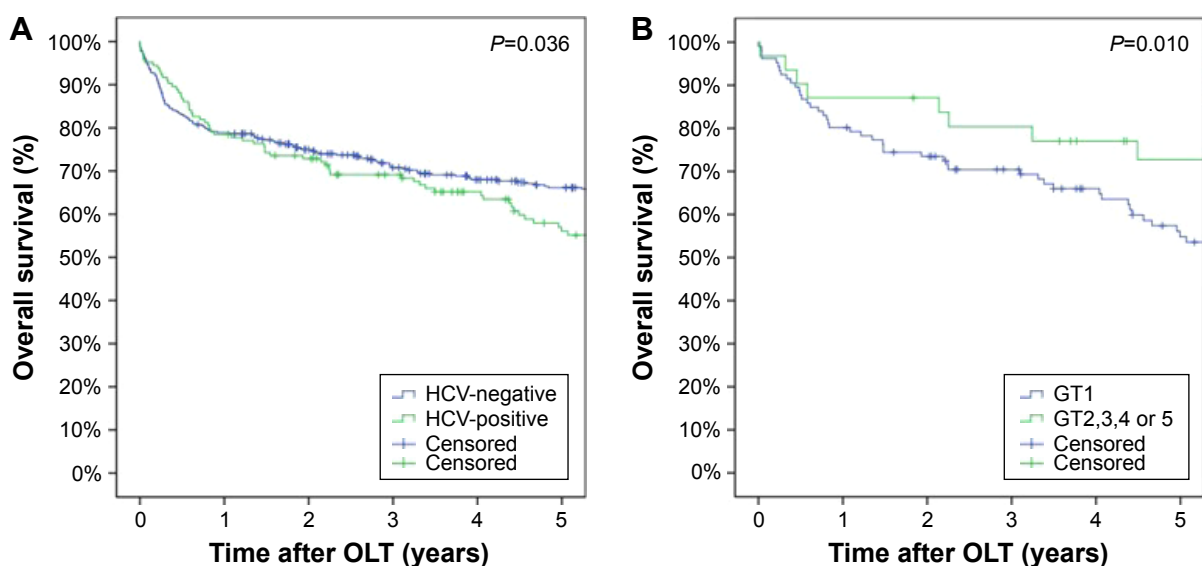 A
P=0.036
Overall survival (%)
100%
90%
80%
70%
60%
50%
40%
30%
20%
10%
0%
HCV-negative
HCV-positive
Censored
Censored
0 1 2 3 4 5
Time after OLT (years)
B
P=0.010
Overall survival (%)
100%
90%
80%
70%
60%
50%
40%
30%
20%
10%
0%
GT1
GT2,3,4 or 5
Censored
Censored
0 1 2 3 4 5
Time after OLT (years)